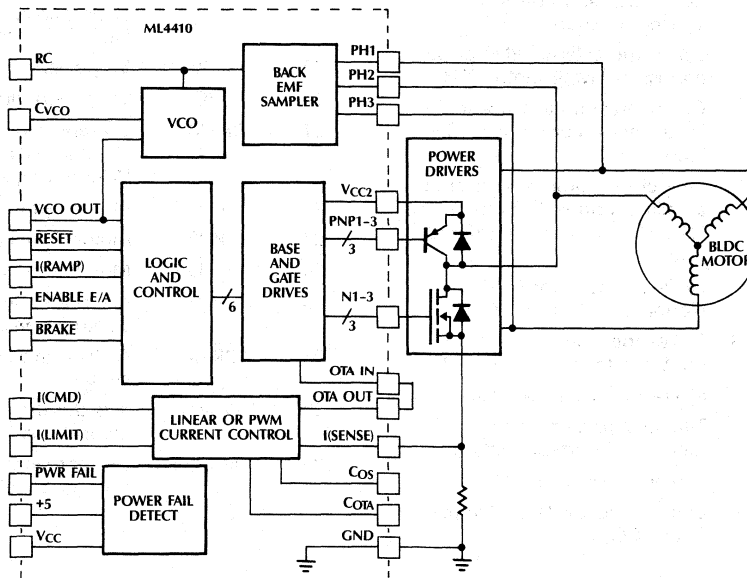 ML4410
RC
CVCO
VCO OUT
RESET
I(RAMP)
ENABLE E/A
BRAKE
I(CMD)
I(LIMIT)
PWR FAIL
+5
VCC
VCO
BACK
EMF
SAMPLER
LOGIC
AND
CONTROL
6
BASE
AND
GATE
DRIVES
LINEAR OR PWM
CURRENT CONTROL
POWER FAIL
DETECT
PH1
PH2
PH3
VCC2
PNP1-3
3
N1-3
3
OTA IN
OTA OUT
I(SENSE)
COS
COTA
GND
POWER
DRIVERS
BLDC
MOTOR